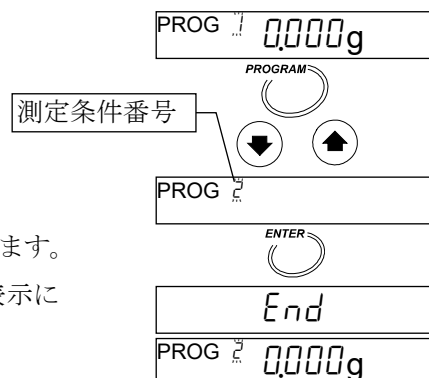 PROG 1 0.000g
PROGRAM
測定条件番号
PROG 2
ます。
ENTER
表示に
End
PROG 2 0.000g